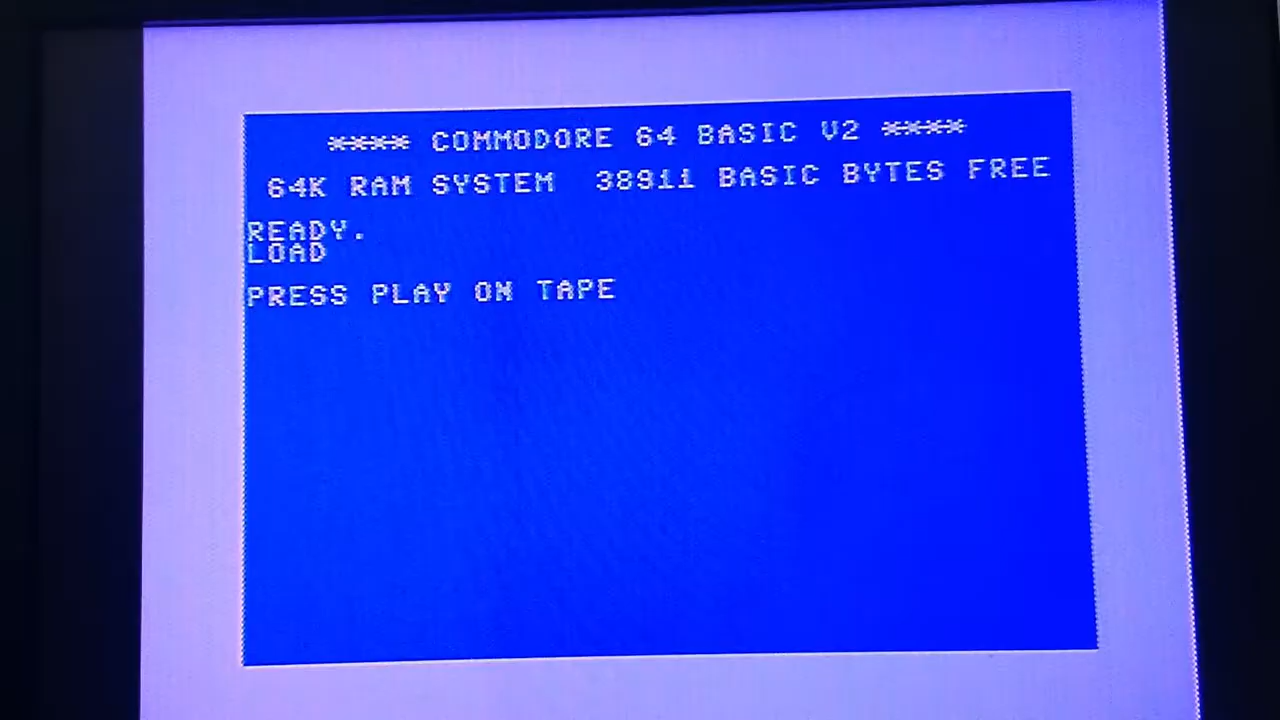 **** COMMODORE 64 BASIC V2 ****
64K RAM SYSTEM  38911 BASIC BYTES FREE
READY.
LOAD
PRESS PLAY ON TAPE